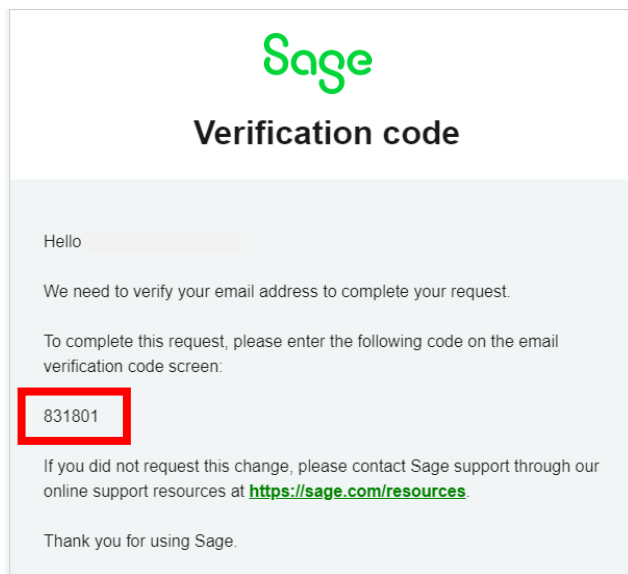 Sage
Verification code
Hello
We need to verify your email address to complete your request.
To complete this request, please enter the following code on the email
verification code screen:
831801
If you did not request this change, please contact Sage support through our
online support resources at https://sage.com/resources.
Thank you for using Sage.